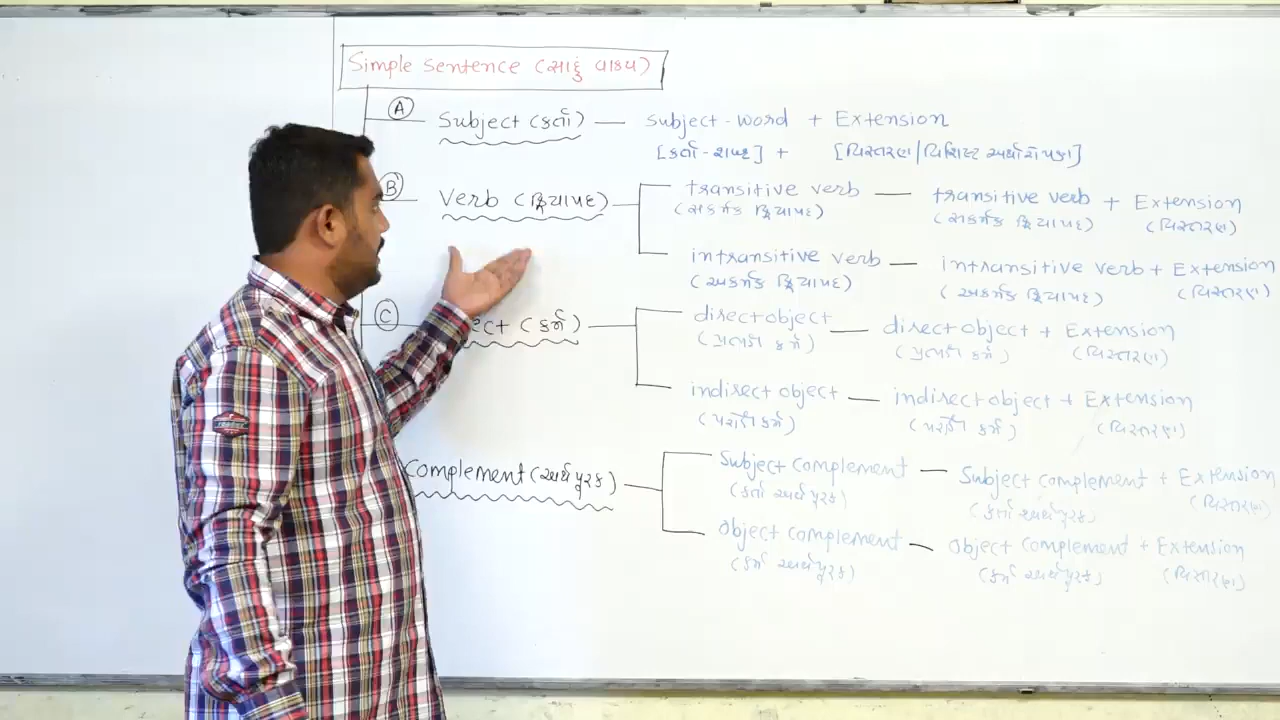 Simple Sentence (સાદું વાક્ય)
A Subject (કર્તા) — Subject-word + Extension
[કર્તા-શબ્દ] + [વિસ્તરણ/વિશિષ્ટ અર્થારોપકા]
B Verb (ક્રિયાપદ) transitive verb — transitive verb + Extension
(સકર્મક ક્રિયાપદ) (સકર્મક ક્રિયાપદ) (વિસ્તરણ)
intransitive verb — intransitive verb + Extension
(અકર્મક ક્રિયાપદ) (અકર્મક ક્રિયાપદ) (વિસ્તરણ)
C ject (કર્મ) direct object — direct object + Extension
(પ્રત્યક્ષ કર્મ) (પ્રત્યક્ષ કર્મ) (વિસ્તરણ)
indirect object — indirect object + Extension
(પરોક્ષ કર્મ) (પરોક્ષ કર્મ) (વિસ્તરણ)
Complement (અર્થપૂરક) Subject Complement — Subject complement + Extension
(કર્તા અર્થપૂરક) (કર્તા અર્થપૂરક) (વિસ્તરણ)
Object Complement — Object Complement + Extension
(કર્મ અર્થપૂરક) (કર્મ અર્થપૂરક) (વિસ્તરણ)